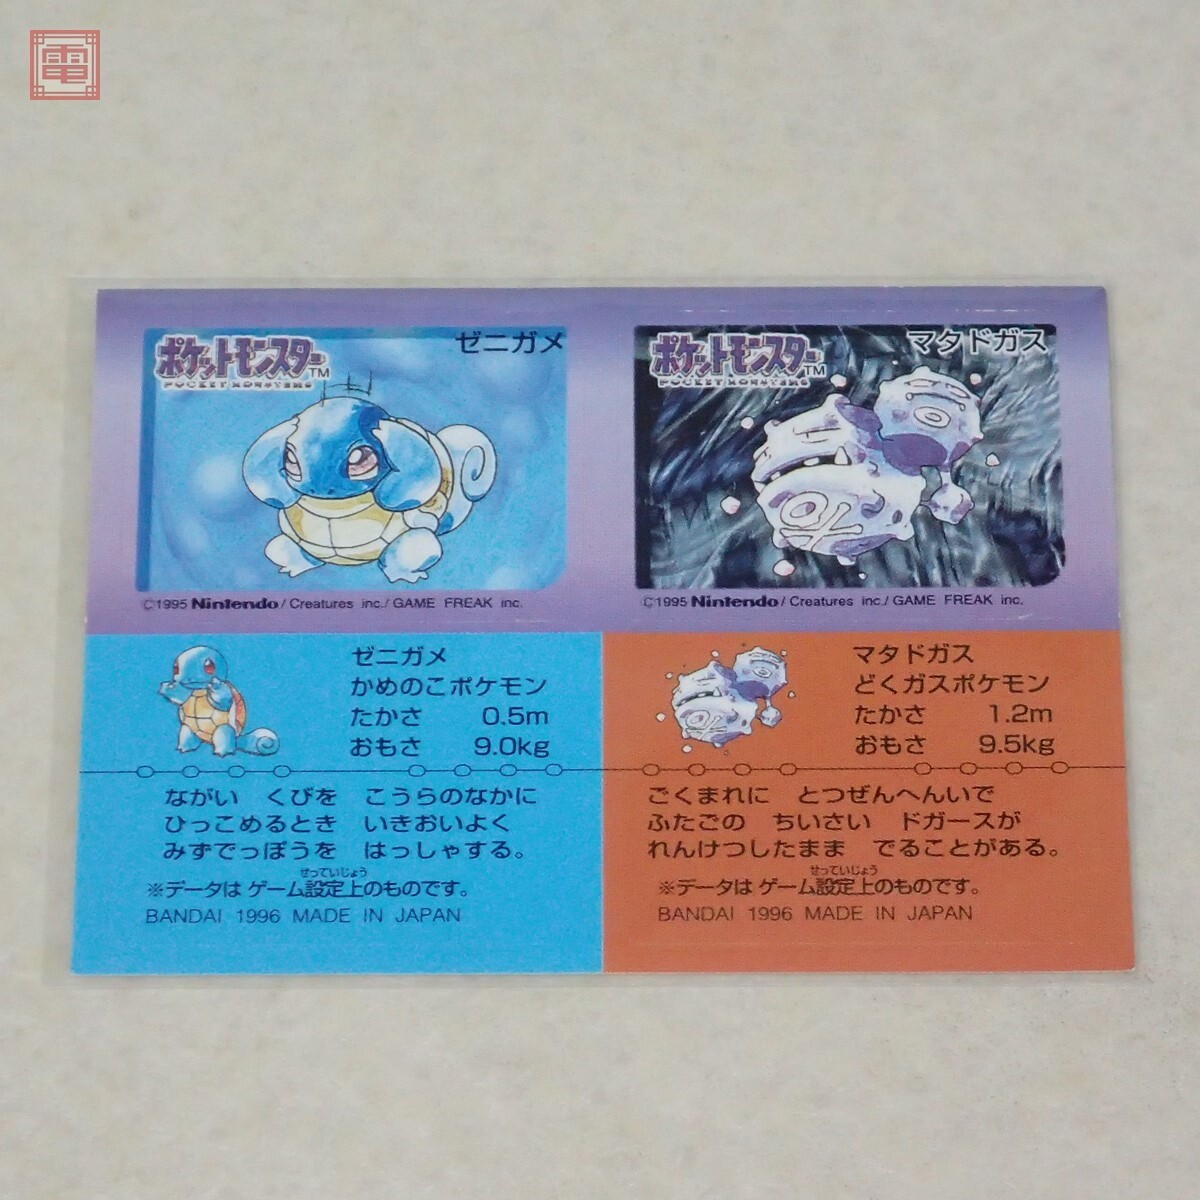 電
ポケットモンスターTM
POCKET MONSTERS
ゼニガメ
©1995 Nintendo / Creatures inc. / GAME FREAK inc.
ポケットモンスターTM
POCKET MONSTERS
マタドガス
©1995 Nintendo / Creatures inc. / GAME FREAK inc.
ゼニガメ
かめのこポケモン
たかさ 0.5m
おもさ 9.0kg
ながい くびを こうらのなかに
ひっこめるとき いきおいよく
みずでっぽうを はっしゃする。
せっていじょう
※データは ゲーム設定上のものです。
BANDAI 1996 MADE IN JAPAN
マタドガス
どくガスポケモン
たかさ 1.2m
おもさ 9.5kg
ごくまれに とつぜんへんいで
ふたごの ちいさい ドガースが
れんけつしたまま でることがある。
せっていじょう
※データは ゲーム設定上のものです。
BANDAI 1996 MADE IN JAPAN